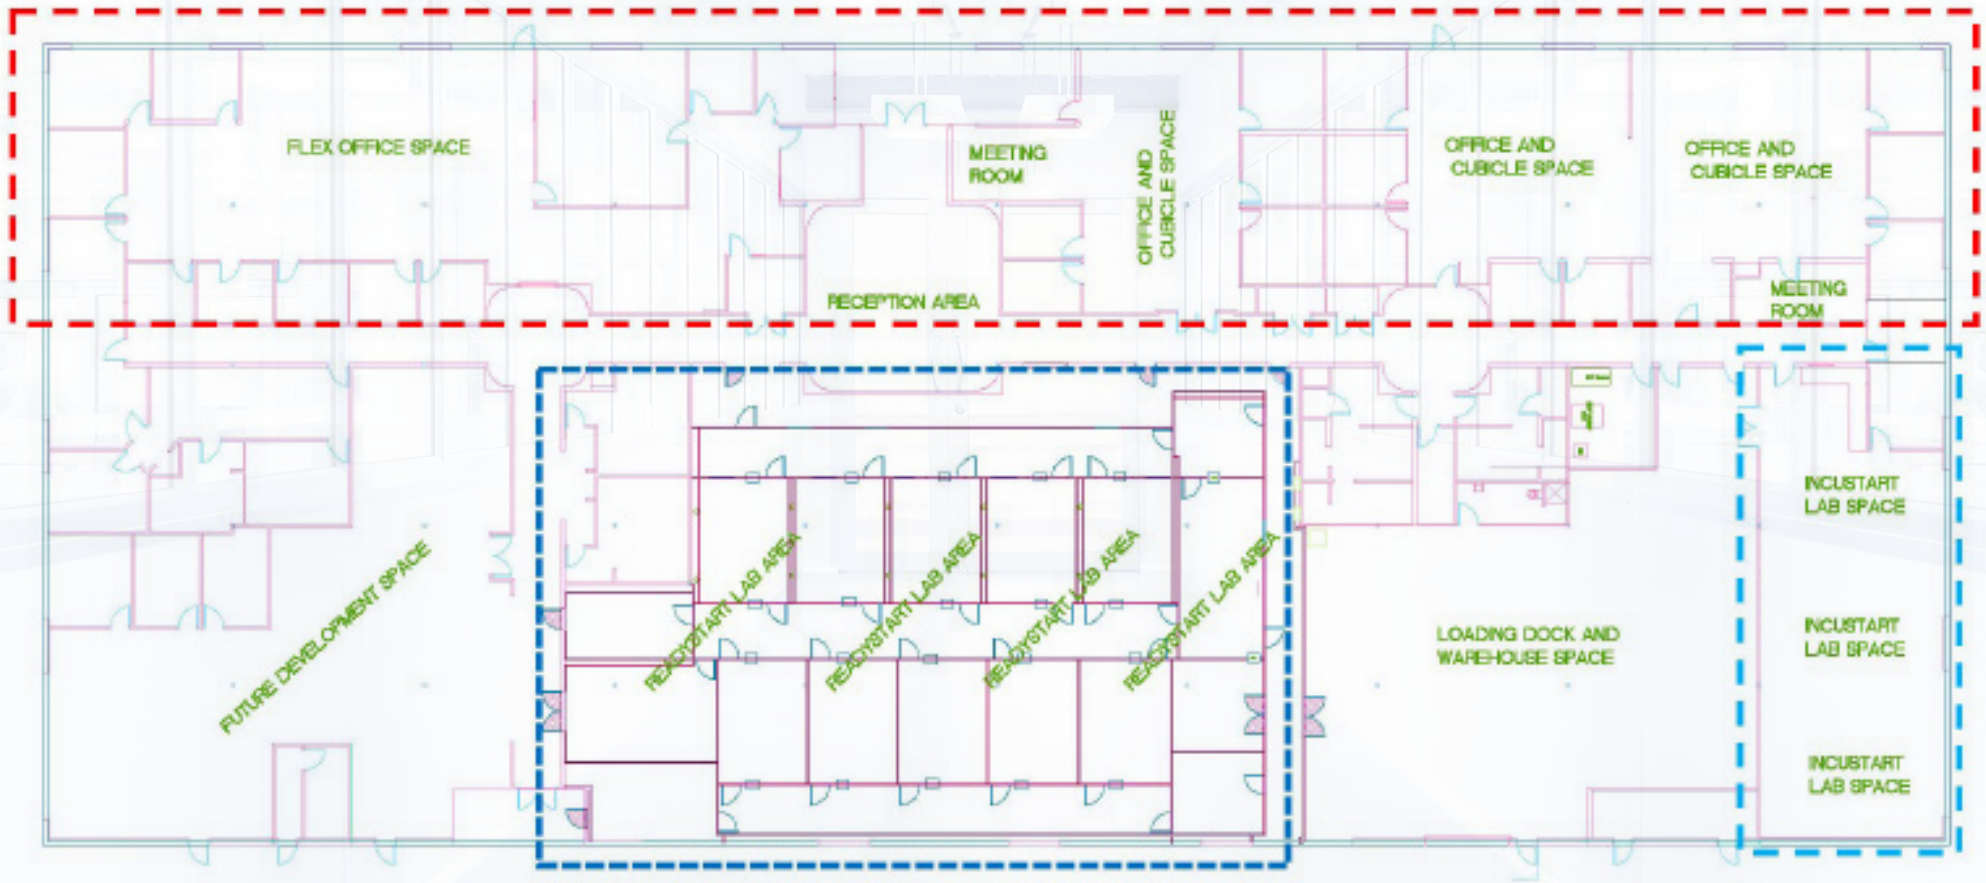 FLEX OFFICE SPACE
MEETING
ROOM
OFFICE AND
CUBICLE SPACE
OFFICE AND
CUBICLE SPACE
OFFICE AND
CUBICLE SPACE
RECEPTION AREA
MEETING
ROOM
FUTURE DEVELOPMENT SPACE
READYSTART LAB AREA
READYSTART LAB AREA
READYSTART LAB AREA
READYSTART LAB AREA
LOADING DOCK AND
WAREHOUSE SPACE
INCUSTART
LAB SPACE
INCUSTART
LAB SPACE
INCUSTART
LAB SPACE